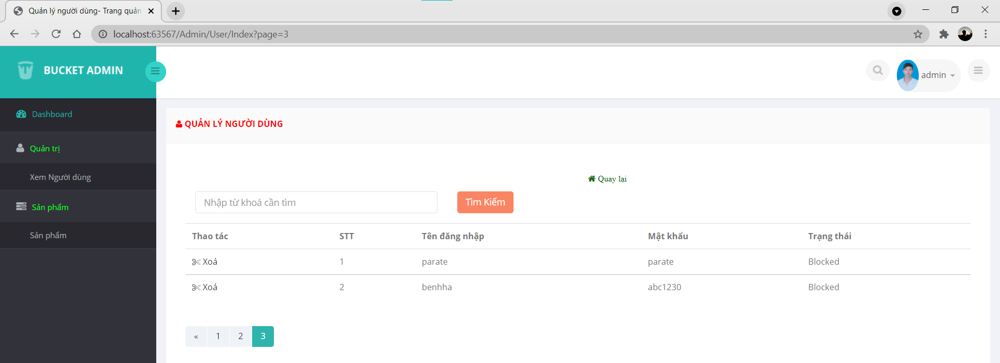 Quản lý người dùng- Trang quản
localhost:63567/Admin/User/Index?page=3
BUCKET ADMIN
admin
Dashboard
Quản trị
Xem Người dùng
Sản phẩm
Sản phẩm
QUẢN LÝ NGƯỜI DÙNG
Quay lại
Nhập từ khoá cần tìm
Tìm Kiếm
Thao tác STT Tên đăng nhập Mật khẩu Trạng thái
Xoá 1 parate parate Blocked
Xoá 2 benhha abc1230 Blocked
« 1 2 3